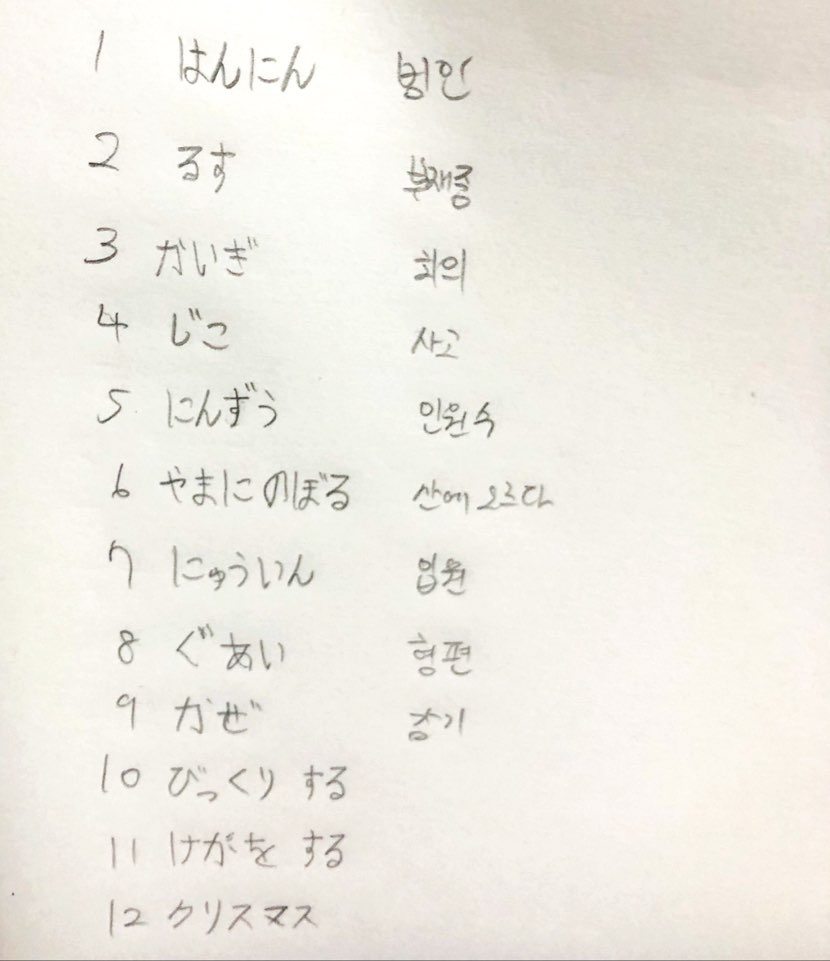 1 はんにん 범인
2 るす 부재중
3 かいぎ 회의
4 じこ 사고
5 にんずう 인원수
6 やまにのぼる 산에 오르다
7 にゅういん 입원
8 ぐあい 형편
9 かぜ 감기
10 びっくり する
11 けがを する
12 クリスマス